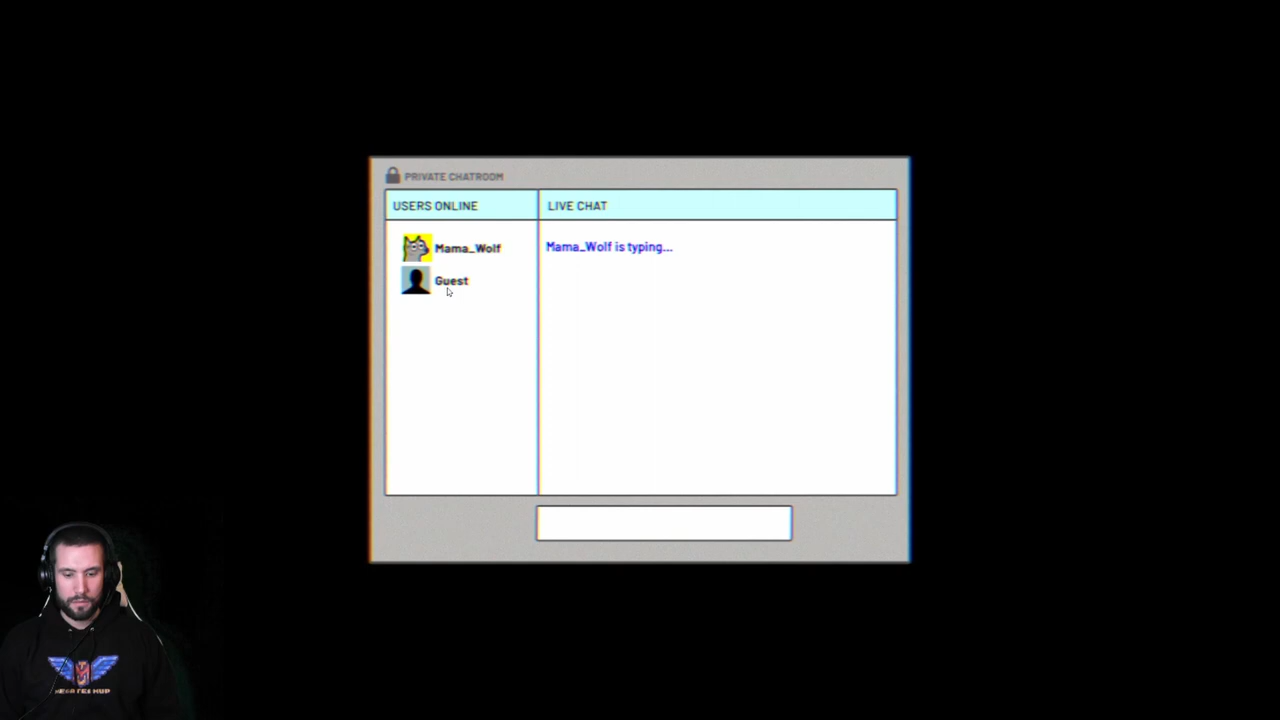 PRIVATE CHATROOM
USERS ONLINE
LIVE CHAT
Mama_Wolf
Mama_Wolf is typing...
Guest